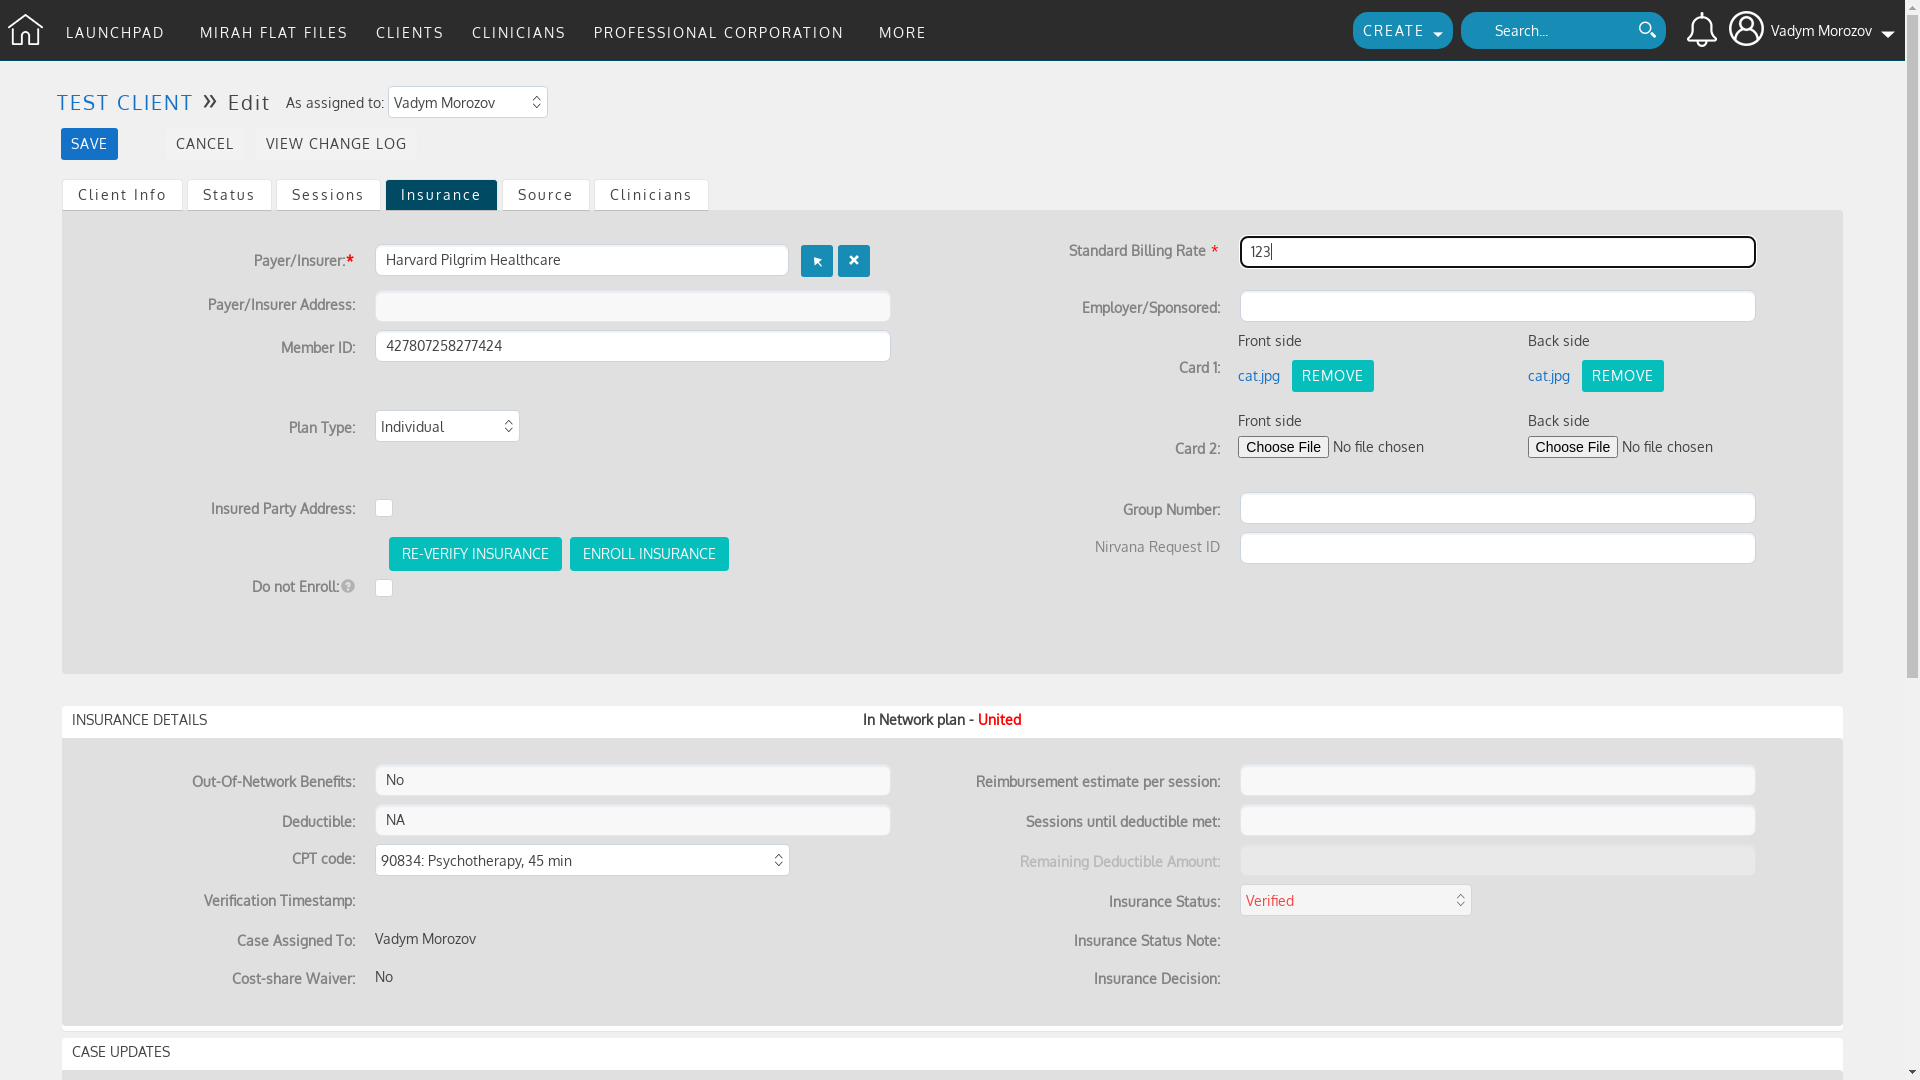 LAUNCHPAD MIRAH FLAT FILES CLIENTS CLINICIANS PROFESSIONAL CORPORATION MORE CREATE Search... Vadym Morozov
TEST CLIENT » Edit As assigned to: Vadym Morozov
SAVE CANCEL VIEW CHANGE LOG
Client Info Status Sessions Insurance Source Clinicians
Payer/Insurer:* Harvard Pilgrim Healthcare
Standard Billing Rate * 123
Payer/Insurer Address:
Employer/Sponsored:
Member ID: 427807258277424
Front side Back side
Card 1: cat.jpg REMOVE cat.jpg REMOVE
Plan Type: Individual
Front side Back side
Card 2: Choose File No file chosen Choose File No file chosen
Insured Party Address:
Group Number:
RE-VERIFY INSURANCE ENROLL INSURANCE
Nirvana Request ID
Do not Enroll:?
INSURANCE DETAILS In Network plan - United
Out-Of-Network Benefits: No
Reimbursement estimate per session:
Deductible: NA
Sessions until deductible met:
CPT code: 90834: Psychotherapy, 45 min
Remaining Deductible Amount:
Verification Timestamp:
Insurance Status: Verified
Case Assigned To: Vadym Morozov
Insurance Status Note:
Cost-share Waiver: No
Insurance Decision:
CASE UPDATES